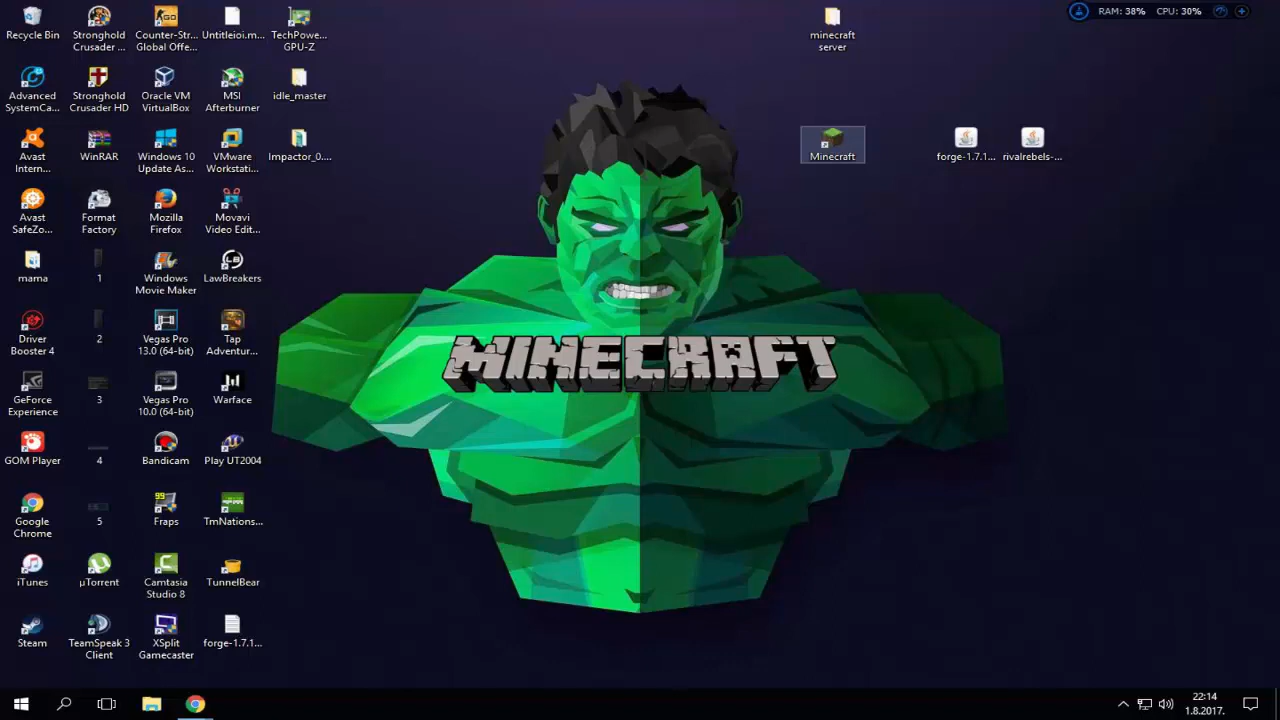 Recycle Bin
Stronghold
Crusader ...
Counter-Str...
Global Offe...
Untitleioi.m...
TechPowe...
GPU-Z
minecraft
server
RAM: 38%
CPU: 30%
Advanced
SystemCa...
Stronghold
Crusader HD
Oracle VM
VirtualBox
MSI
Afterburner
idle_master
Avast
Intern...
WinRAR
Windows 10
Update As...
VMware
Workstati...
Impactor_0....
Minecraft
forge-1.7.1...
rivalrebels-...
Avast
SafeZo...
Format
Factory
Mozilla
Firefox
Movavi
Video Edit...
mama
1
Windows
Movie Maker
LawBreakers
Driver
Booster 4
2
Vegas Pro
13.0 (64-bit)
Tap
Adventur...
MINECRAFT
GeForce
Experience
3
Vegas Pro
10.0 (64-bit)
Warface
GOM Player
4
Bandicam
Play UT2004
Google
Chrome
5
99
Fraps
TmNations...
iTunes
µTorrent
Camtasia
Studio 8
TunnelBear
Steam
TeamSpeak 3
Client
XSplit
Gamecaster
forge-1.7.1...
22:14
1.8.2017.